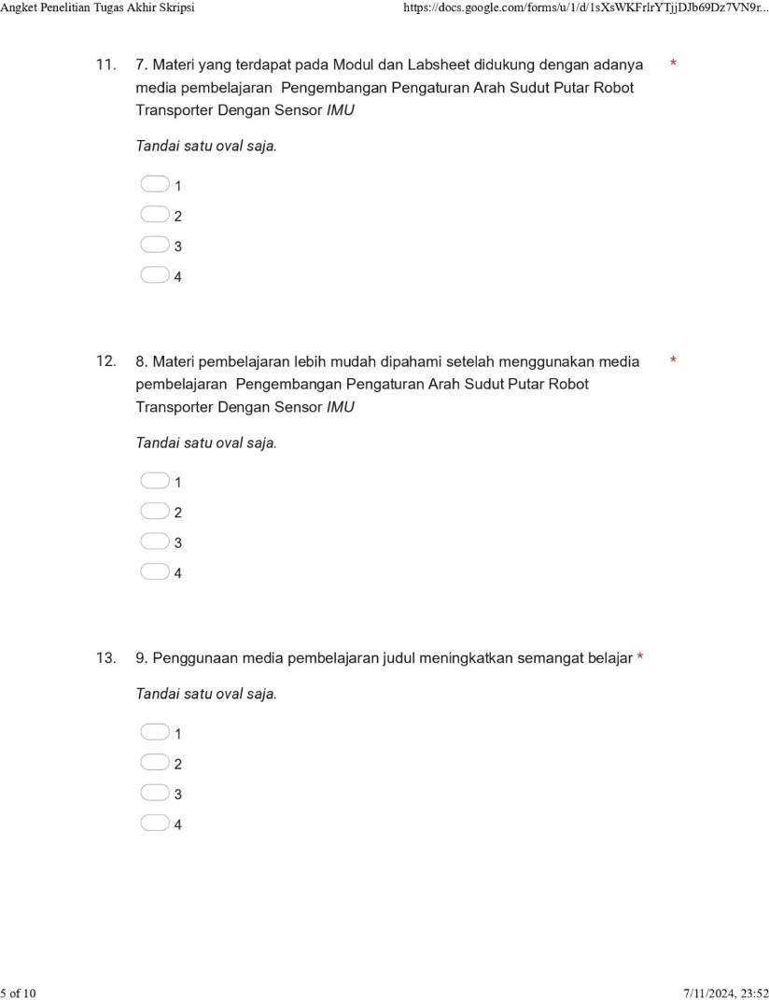 Angket Penelitian Tugas Akhir Skripsi https://docs.google.com/forms/u/1/d/1sXsWKFrlrYTjjDJb69Dz7VN9r...
11. 7. Materi yang terdapat pada Modul dan Labsheet didukung dengan adanya *
media pembelajaran Pengembangan Pengaturan Arah Sudut Putar Robot
Transporter Dengan Sensor IMU
Tandai satu oval saja.
1
2
3
4
12. 8. Materi pembelajaran lebih mudah dipahami setelah menggunakan media *
pembelajaran Pengembangan Pengaturan Arah Sudut Putar Robot
Transporter Dengan Sensor IMU
Tandai satu oval saja.
1
2
3
4
13. 9. Penggunaan media pembelajaran judul meningkatkan semangat belajar *
Tandai satu oval saja.
1
2
3
4
5 of 10 7/11/2024, 23:52